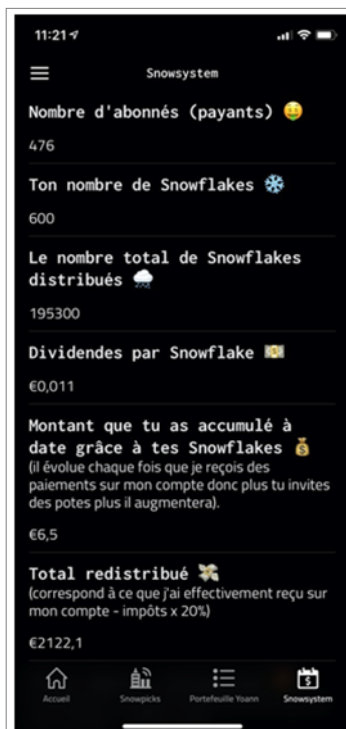 11:21
Snowsystem
Nombre d'abonnés (payants) 🤑
476
Ton nombre de Snowflakes ❄️
600
Le nombre total de Snowflakes
distribués 🌨️
195300
Dividendes par Snowflake 💵
€0,011
Montant que tu as accumulé à
date grâce à tes Snowflakes 💰
(il évolue chaque fois que je reçois des
paiements sur mon compte donc plus tu invites
des potes plus il augmentera).
€6,5
Total redistribué 💸
(correspond à ce que j'ai effectivement reçu sur
mon compte - impôts x 20%)
€2122,1
Accueil Snowpicks Portefeuille Yoann Snowsystem